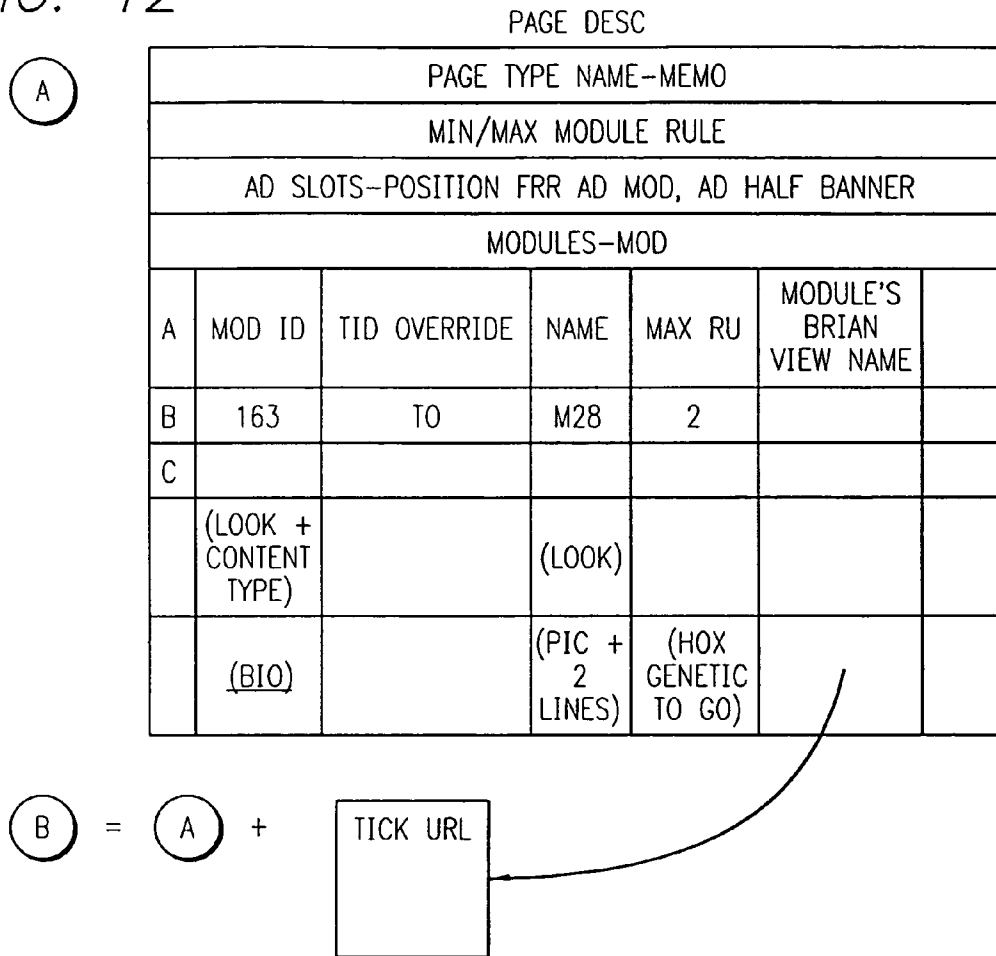 12
PAGE DESC
A
PAGE TYPE NAME-MEMO
MIN/MAX MODULE RULE
AD SLOTS-POSITION FRR AD MOD, AD HALF BANNER
MODULES-MOD
A MOD ID TID OVERRIDE NAME MAX RU MODULE'S
BRIAN
VIEW NAME
B 163 TO M28 2
C
(LOOK +
CONTENT
TYPE)
(LOOK)
(BIO)
(PIC +
2
LINES)
(HOX
GENETIC
TO GO)
B = A +
TICK URL